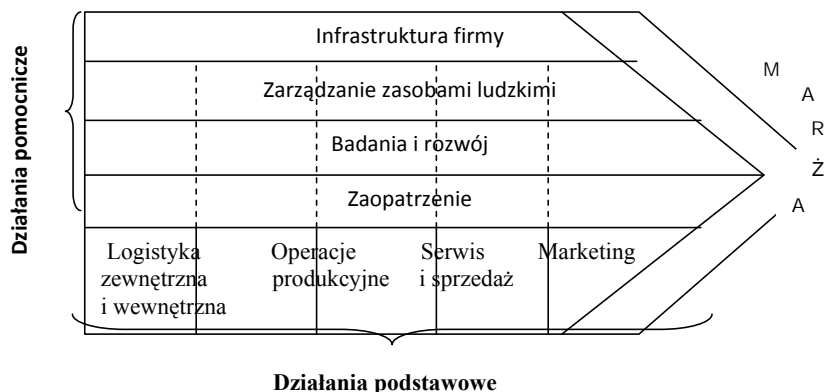 Działania pomocnicze
Infrastruktura firmy
Zarządzanie zasobami ludzkimi
Badania i rozwój
Zaopatrzenie
Logistyka
zewnętrzna
i wewnętrzna
Operacje
produkcyjne
Serwis
i sprzedaż
Marketing
MARŻA
Działania podstawowe